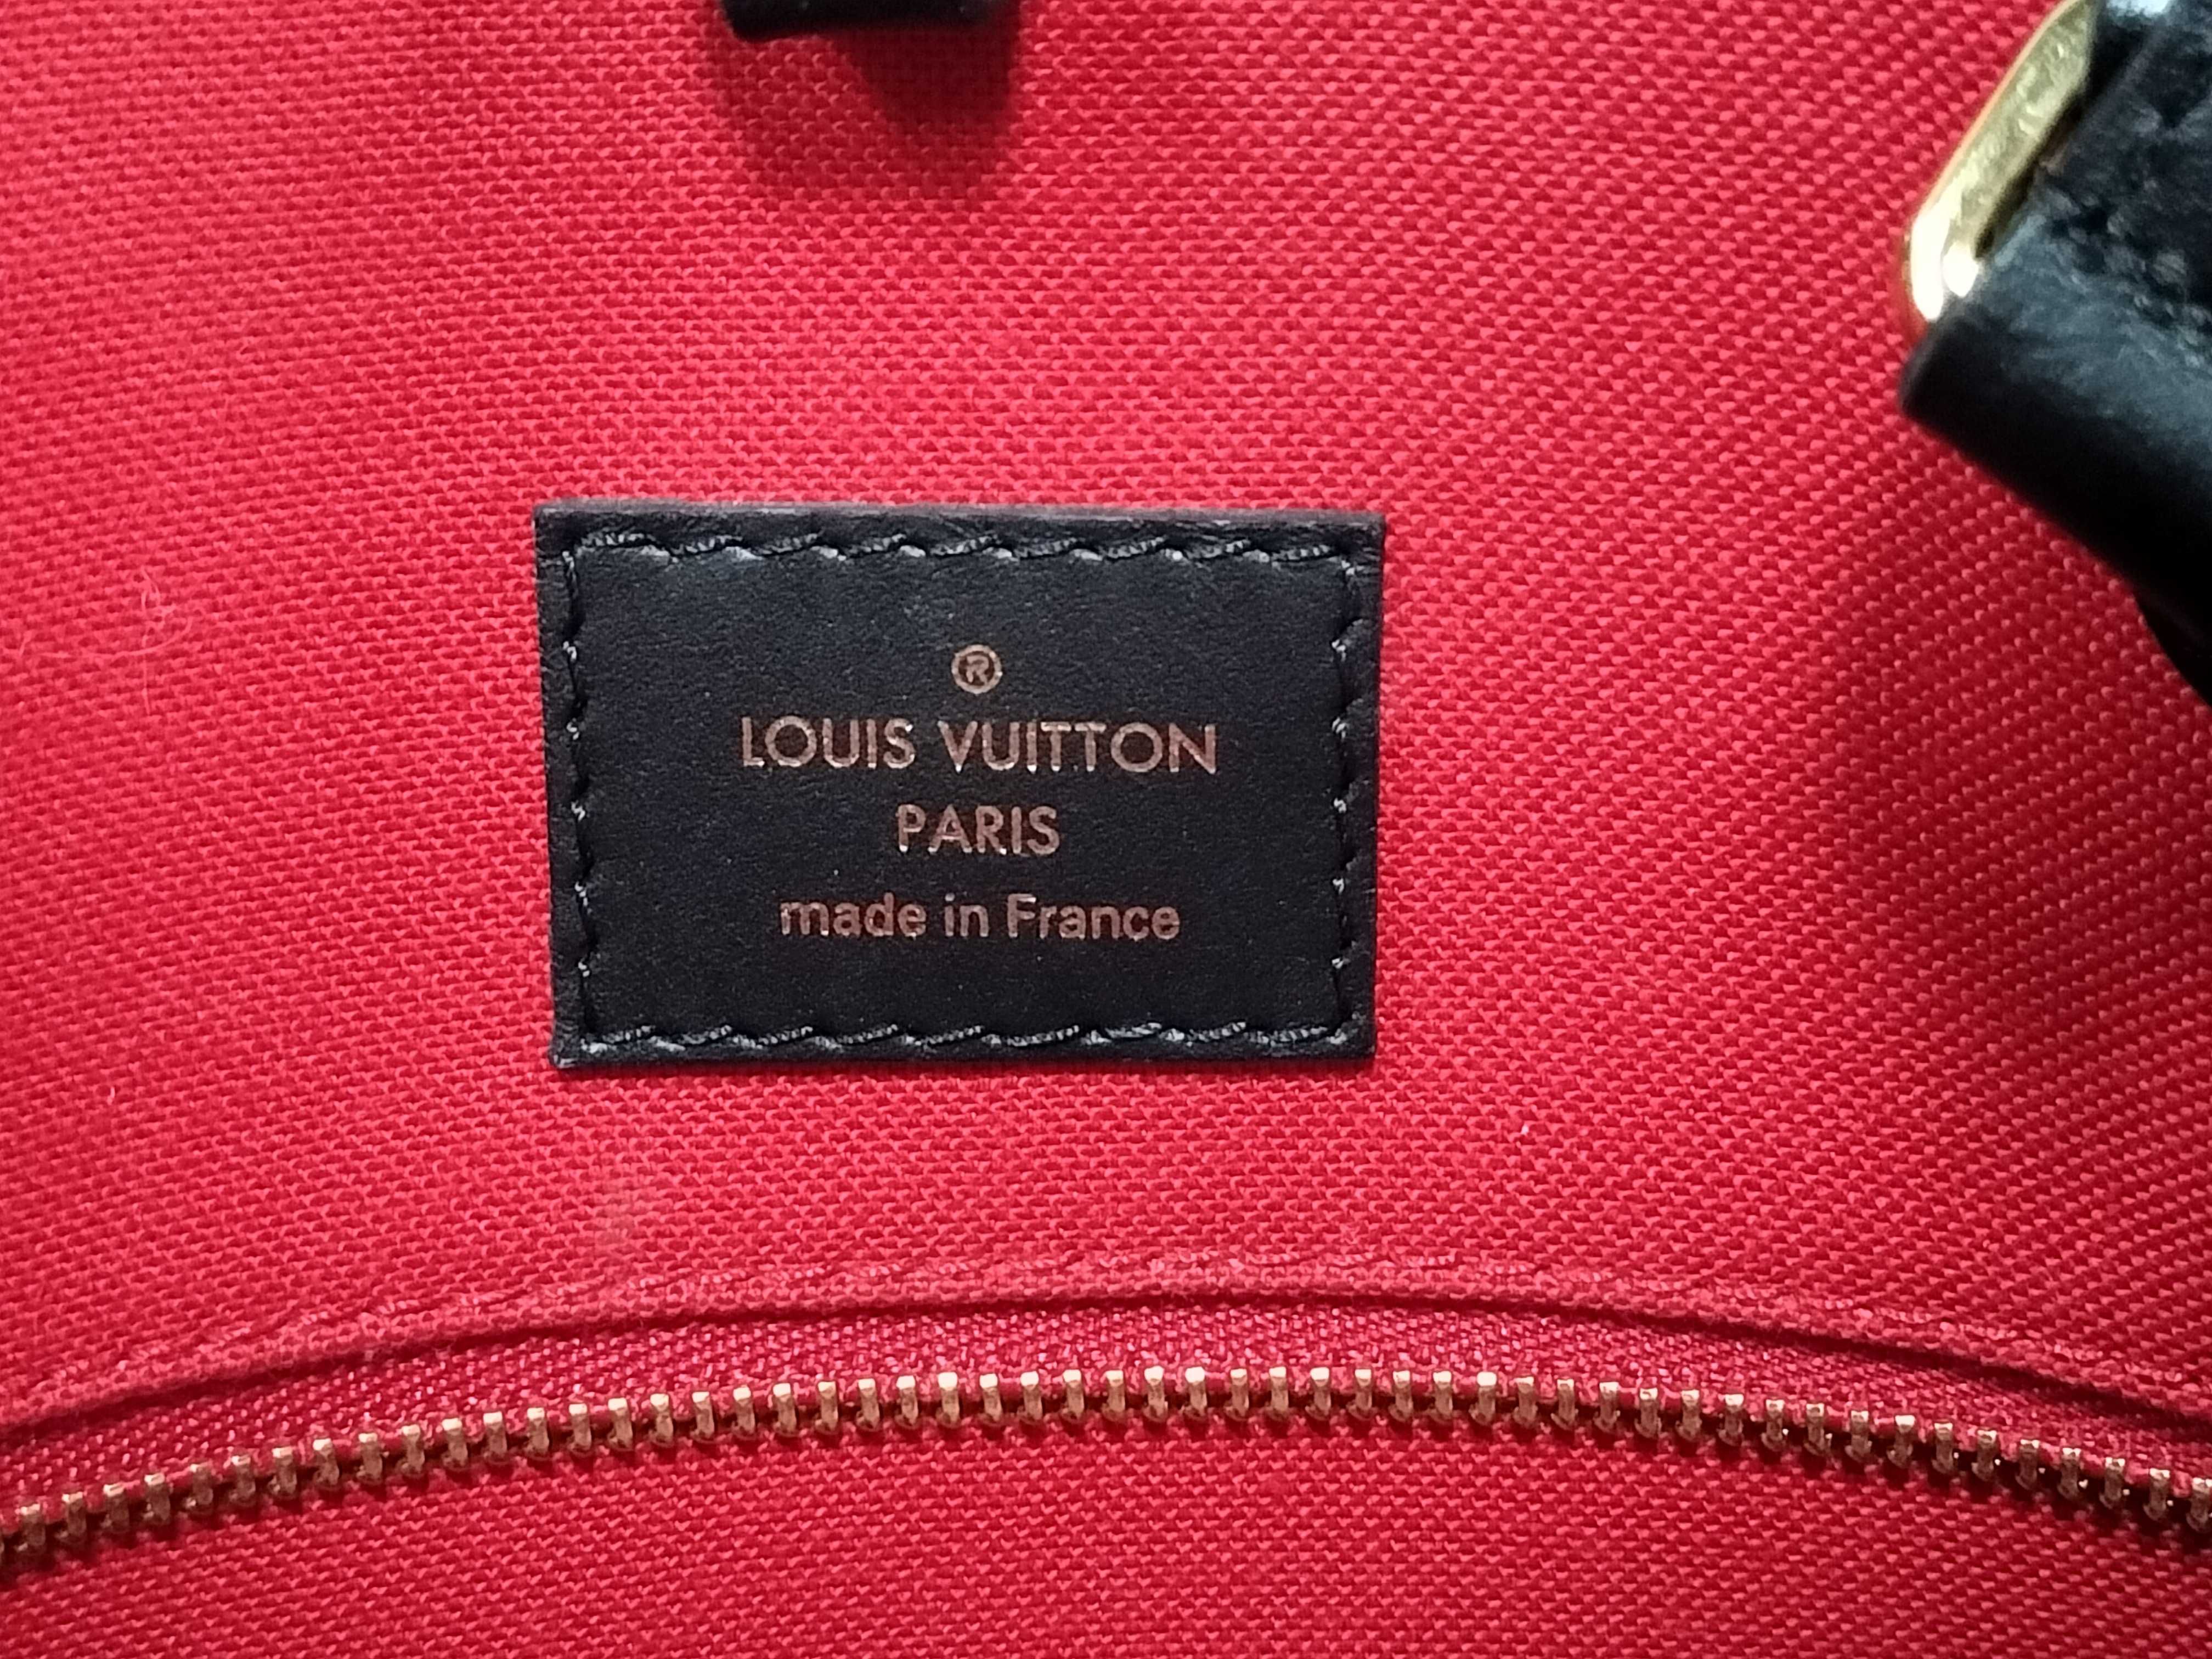 ®
LOUIS VUITTON
PARIS
made in France